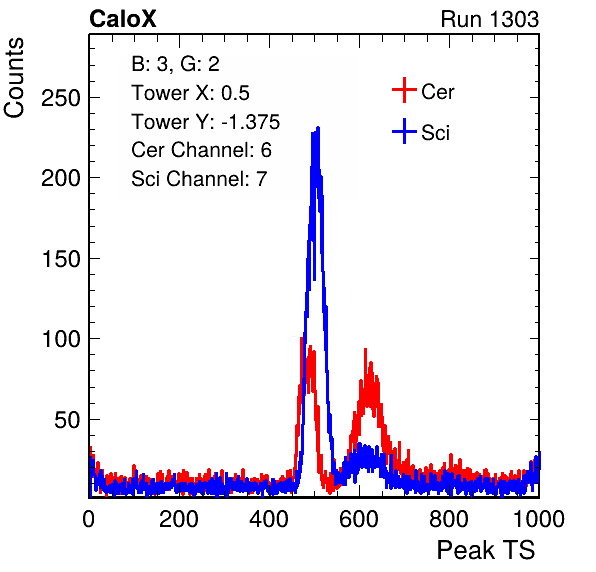 CaloX Run 1303
Counts
B: 3, G: 2
Tower X: 0.5
Tower Y: -1.375
Cer Channel: 6
Sci Channel: 7
Cer
Sci
250
200
150
100
50
0 200 400 600 800 1000
Peak TS